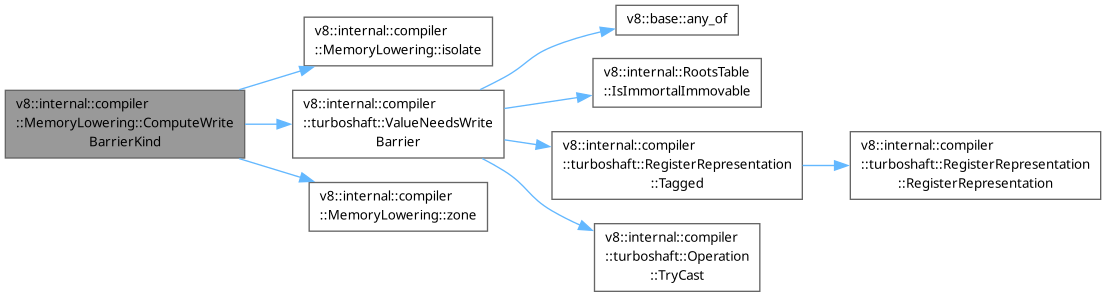 v8::internal::compiler
::MemoryLowering::ComputeWrite
BarrierKind
v8::internal::compiler
::MemoryLowering::isolate
v8::internal::compiler
::turboshaft::ValueNeedsWrite
Barrier
v8::internal::compiler
::MemoryLowering::zone
v8::base::any_of
v8::internal::RootsTable
::IsImmortalImmovable
v8::internal::compiler
::turboshaft::RegisterRepresentation
::Tagged
v8::internal::compiler
::turboshaft::Operation
::TryCast
v8::internal::compiler
::turboshaft::RegisterRepresentation
::RegisterRepresentation